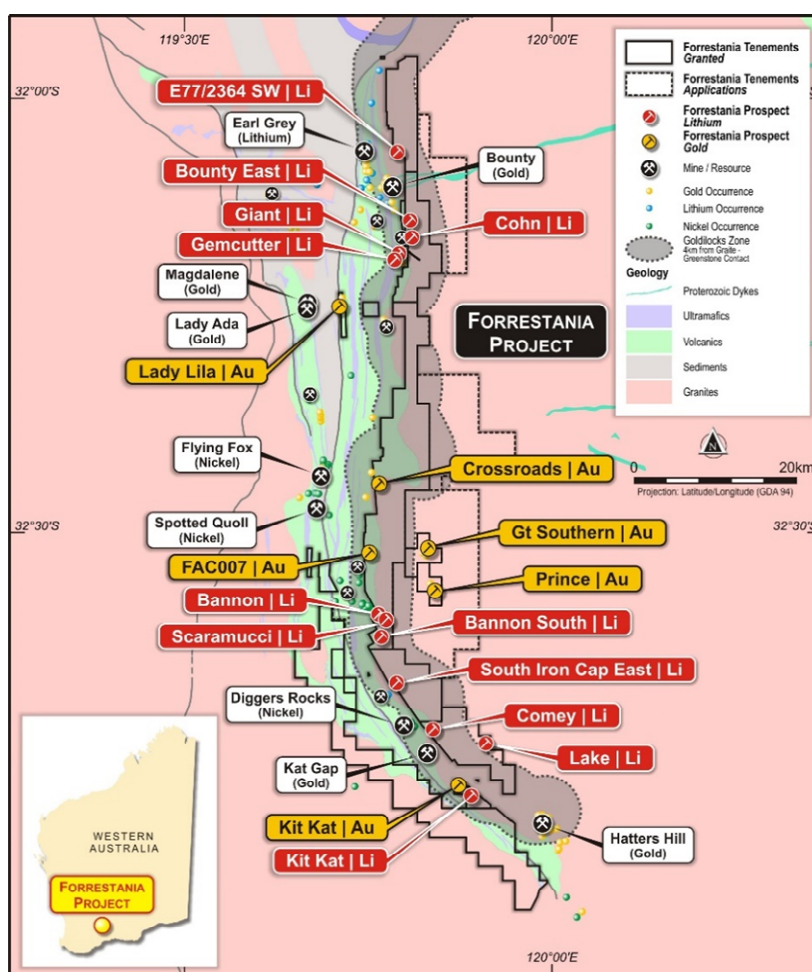 119°30'E
120°00'E
32°00'S
E77/2364 SW | Li
Earl Grey
(Lithium)
Bounty East | Li
Bounty
(Gold)
Giant | Li
Cohn | Li
Gemcutter | Li
Magdalene
(Gold)
Lady Ada
(Gold)
FORRESTANIA
PROJECT
Lady Lila | Au
Flying Fox
(Nickel)
Crossroads | Au
Spotted Quoll
(Nickel)
32°30'S
32°30'S
Gt Southern | Au
FAC007 | Au
Prince | Au
Bannon | Li
Bannon South | Li
Scaramucci | Li
South Iron Cap East | Li
Diggers Rocks
(Nickel)
Comey | Li
Lake | Li
Kat Gap
(Gold)
Kit Kat | Au
Hatters Hill
(Gold)
Kit Kat | Li
120°00'E
Forrestania Tenements
Granted
Forrestania Tenements
Applications
Forrestania Prospect
Lithium
Forrestania Prospect
Gold
Mine / Resource
Gold Occurrence
Lithium Occurrence
Nickel Occurrence
Goldilocks Zone
4km from Granite -
Greenstone Contact
Geology
Proterozoic Dykes
Ultramafics
Volcanics
Sediments
Granites
N
0 20km
Projection: Latitude/Longitude (GDA 94)
WESTERN
AUSTRALIA
FORRESTANIA
PROJECT